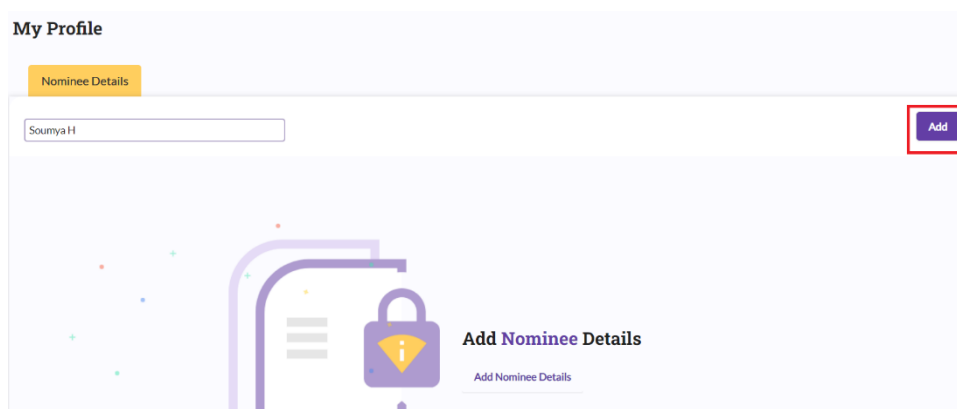 My Profile
Nominee Details
Soumya H
Add
Add Nominee Details
Add Nominee Details